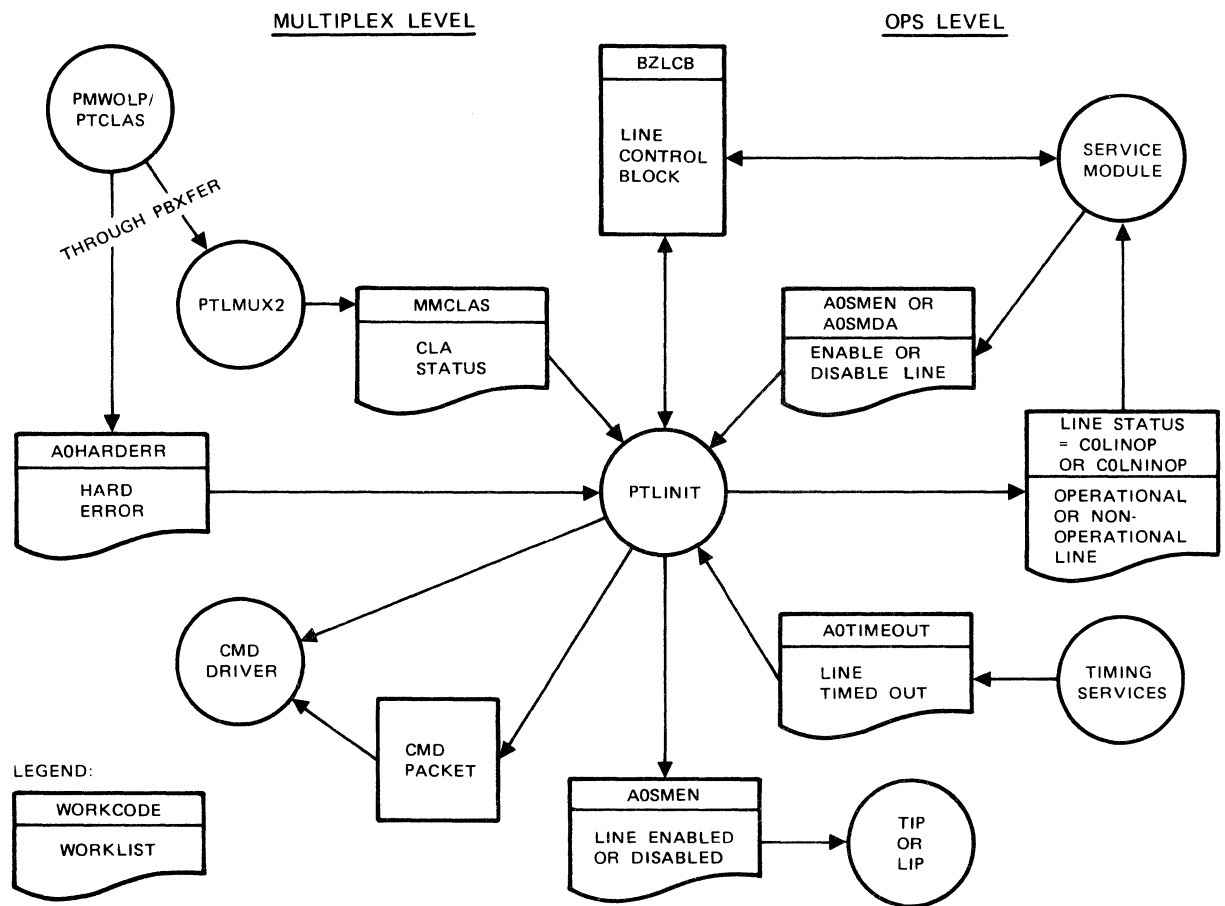 MULTIPLEX LEVEL
OPS LEVEL
PMWOLP/
PTCLAS
THROUGH PBXFER
BZLCB
LINE
CONTROL
BLOCK
SERVICE
MODULE
PTLMUX2
MMCLAS
CLA
STATUS
A0SMEN OR
A0SMDA
ENABLE OR
DISABLE LINE
A0HARDERR
HARD
ERROR
PTLINIT
LINE STATUS
= C0LINOP
OR C0LNINOP
OPERATIONAL
OR NON-
OPERATIONAL
LINE
CMD
DRIVER
CMD
PACKET
A0TIMEOUT
LINE
TIMED OUT
TIMING
SERVICES
A0SMEN
LINE ENABLED
OR DISABLED
TIP
OR
LIP
LEGEND:
WORKCODE
WORKLIST